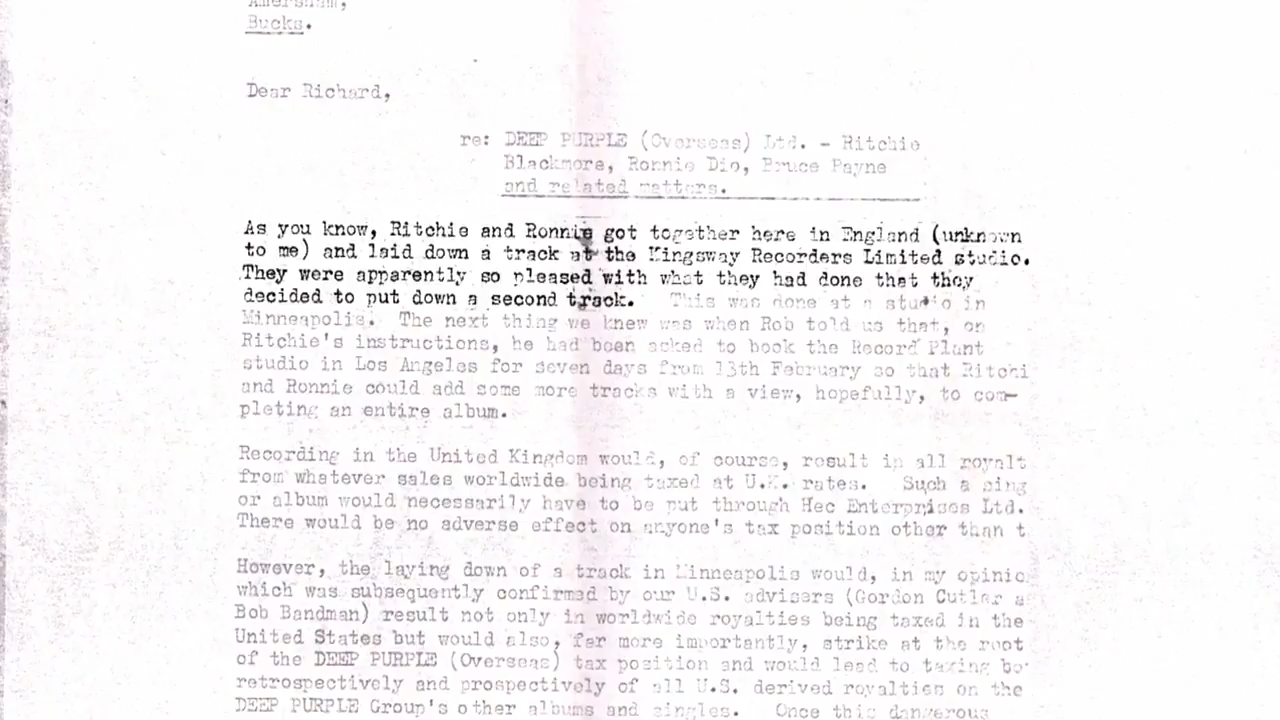 Amersham,
Bucks.
Dear Richard,
re: DEEP PURPLE (Overseas) Ltd. - Ritchie
Blackmore, Ronnie Dio, Bruce Payne
and related matters.
As you know, Ritchie and Ronnie got together here in England (unknown
to me) and laid down a track at the Kingsway Recorders Limited studio.
They were apparently so pleased with what they had done that they
decided to put down a second track. This was done at a studio in
Minneapolis. The next thing we knew was when Rob told us that, on
Ritchie's instructions, he had been asked to book the Record Plant
studio in Los Angeles for seven days from 13th February so that Ritchi
and Ronnie could add some more tracks with a view, hopefully, to com-
pleting an entire album.
Recording in the United Kingdom would, of course, result in all royalt
from whatever sales worldwide being taxed at U.K. rates. Such a sing
or album would necessarily have to be put through Hec Enterprises Ltd.
There would be no adverse effect on anyone's tax position other than t
However, the laying down of a track in Minneapolis would, in my opinio
which was subsequently confirmed by our U.S. advisers (Gordon Cutler a
Bob Bandman) result not only in worldwide royalties being taxed in the
United States but would also, far more importantly, strike at the root
of the DEEP PURPLE (Overseas) tax position and would lead to taxing bo
retrospectively and prospectively of all U.S. derived royalties on the
DEEP PURPLE Group's other albums and singles. Once this dangerous